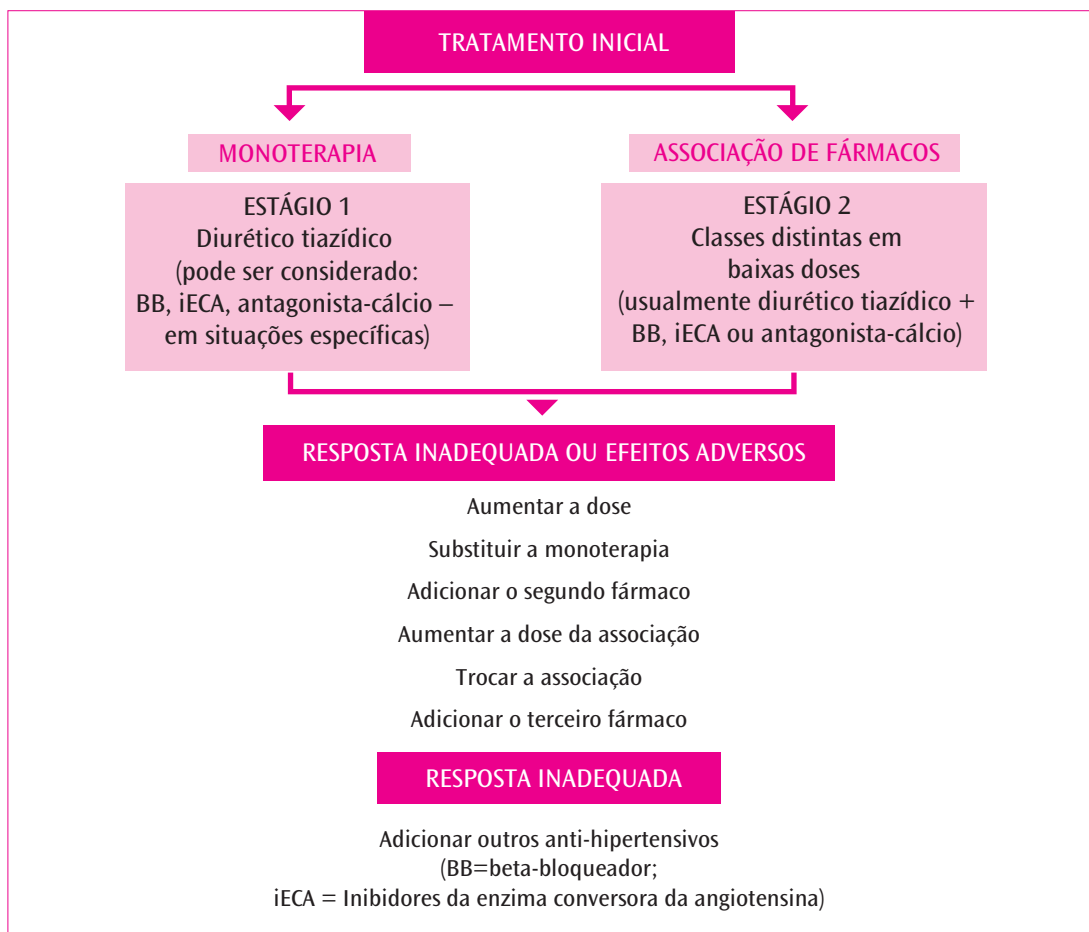 TRATAMENTO INICIAL
MONOTERAPIA
ESTÁGIO 1
Diurético tiazídico
(pode ser considerado:
BB, iECA, antagonista-cálcio –
em situações específicas)
ASSOCIAÇÃO DE FÁRMACOS
ESTÁGIO 2
Classes distintas em
baixas doses
(usualmente diurético tiazídico +
BB, iECA ou antagonista-cálcio)
RESPOSTA INADEQUADA OU EFEITOS ADVERSOS
Aumentar a dose
Substituir a monoterapia
Adicionar o segundo fármaco
Aumentar a dose da associação
Trocar a associação
Adicionar o terceiro fármaco
RESPOSTA INADEQUADA
Adicionar outros anti-hipertensivos
(BB=beta-bloqueador;
iECA = Inibidores da enzima conversora da angiotensina)